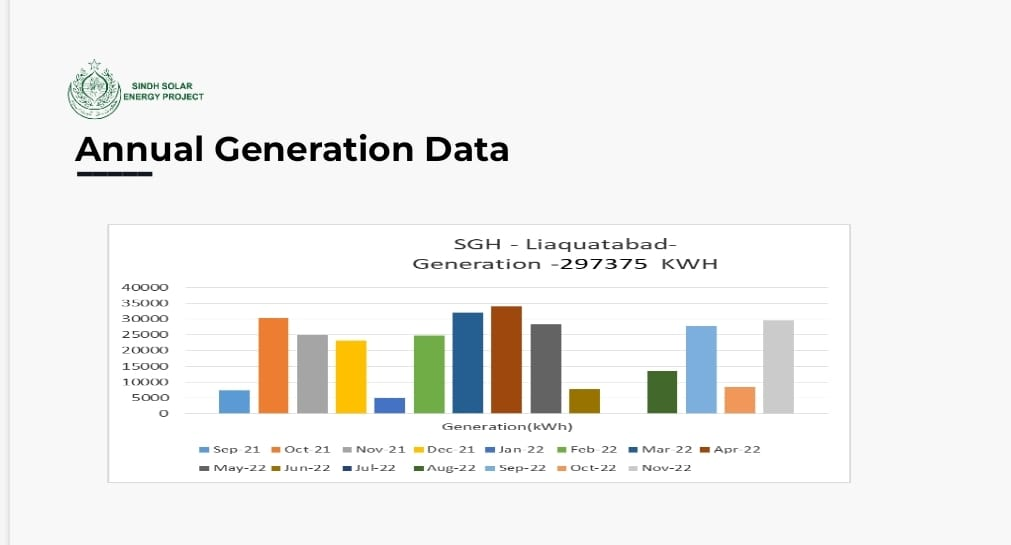 SINDH SOLAR
ENERGY PROJECT
Annual Generation Data
SGH - Liaquatabad-
Generation -297375 KWH
40000
35000
30000
25000
20000
15000
10000
5000
0
Generation(kWh)
Sep-21 Oct-21 Nov-21 Dec-21 Jan-22 Feb-22 Mar-22 Apr-22
May-22 Jun-22 Jul-22 Aug-22 Sep-22 Oct-22 Nov-22